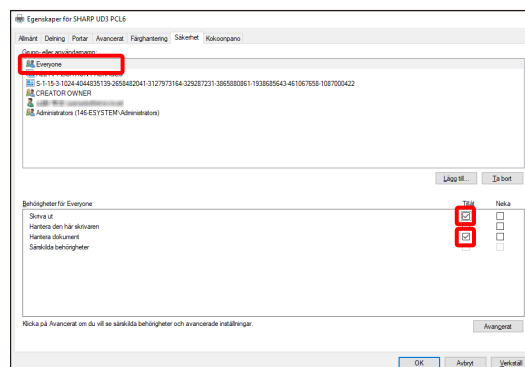 Egenskaper för SHARP UD3 PCL6
Allmänt Delning Portar Avancerat Färghantering Säkerhet Kokoonpano
Grupp- eller användarnamn:
Everyone
S-1-15-3-1024-4044835139-2658482041-3127973164-329287231-3865880861-1938685643-461067658-1087000422
CREATOR OWNER
Administrators (146-ESYSTEM\Administrators)
Lägg till... Ta bort
Behörigheter för Everyone Tillåt Neka
Skriva ut
Hantera den här skrivaren
Hantera dokument
Särskilda behörigheter
Klicka på Avancerat om du vill se särskilda behörigheter och avancerade inställningar.
Avancerat
OK Avbryt Verkställ